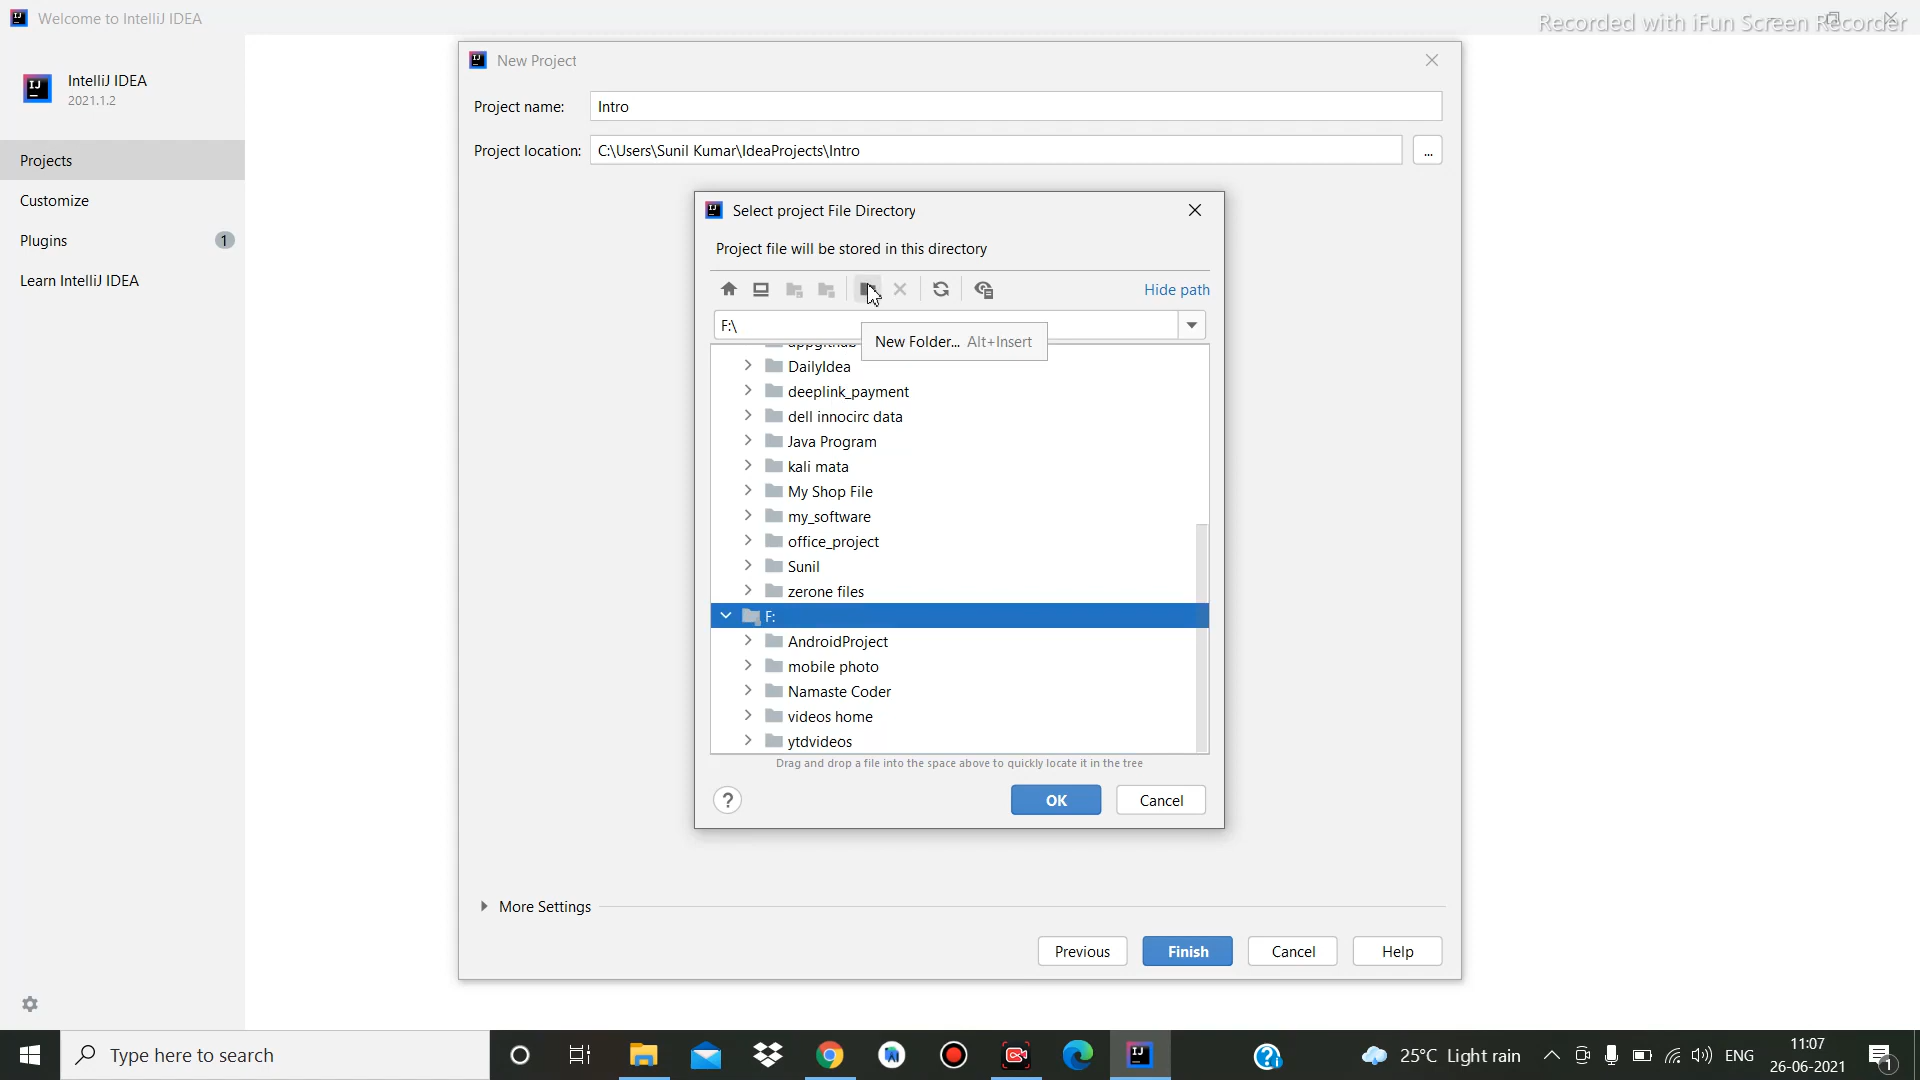 Welcome to IntelliJ IDEA
Recorded with iFun Screen Recorder
IntelliJ IDEA
2021.1.2
Projects
Customize
Plugins 1
Learn IntelliJ IDEA
New Project
Project name: Intro
Project location: C:\Users\Sunil Kumar\IdeaProjects\Intro ...
Select project File Directory
Project file will be stored in this directory
Hide path
F:\
New Folder... Alt+Insert
DailyIdea
deeplink_payment
dell innocirc data
Java Program
kali mata
My Shop File
my_software
office_project
Sunil
zerone files
F:
AndroidProject
mobile photo
Namaste Coder
videos home
ytdvideos
Drag and drop a file into the space above to quickly locate it in the tree
? OK Cancel
More Settings
Previous Finish Cancel Help
Type here to search
25°C Light rain ENG 11:07
26-06-2021
1